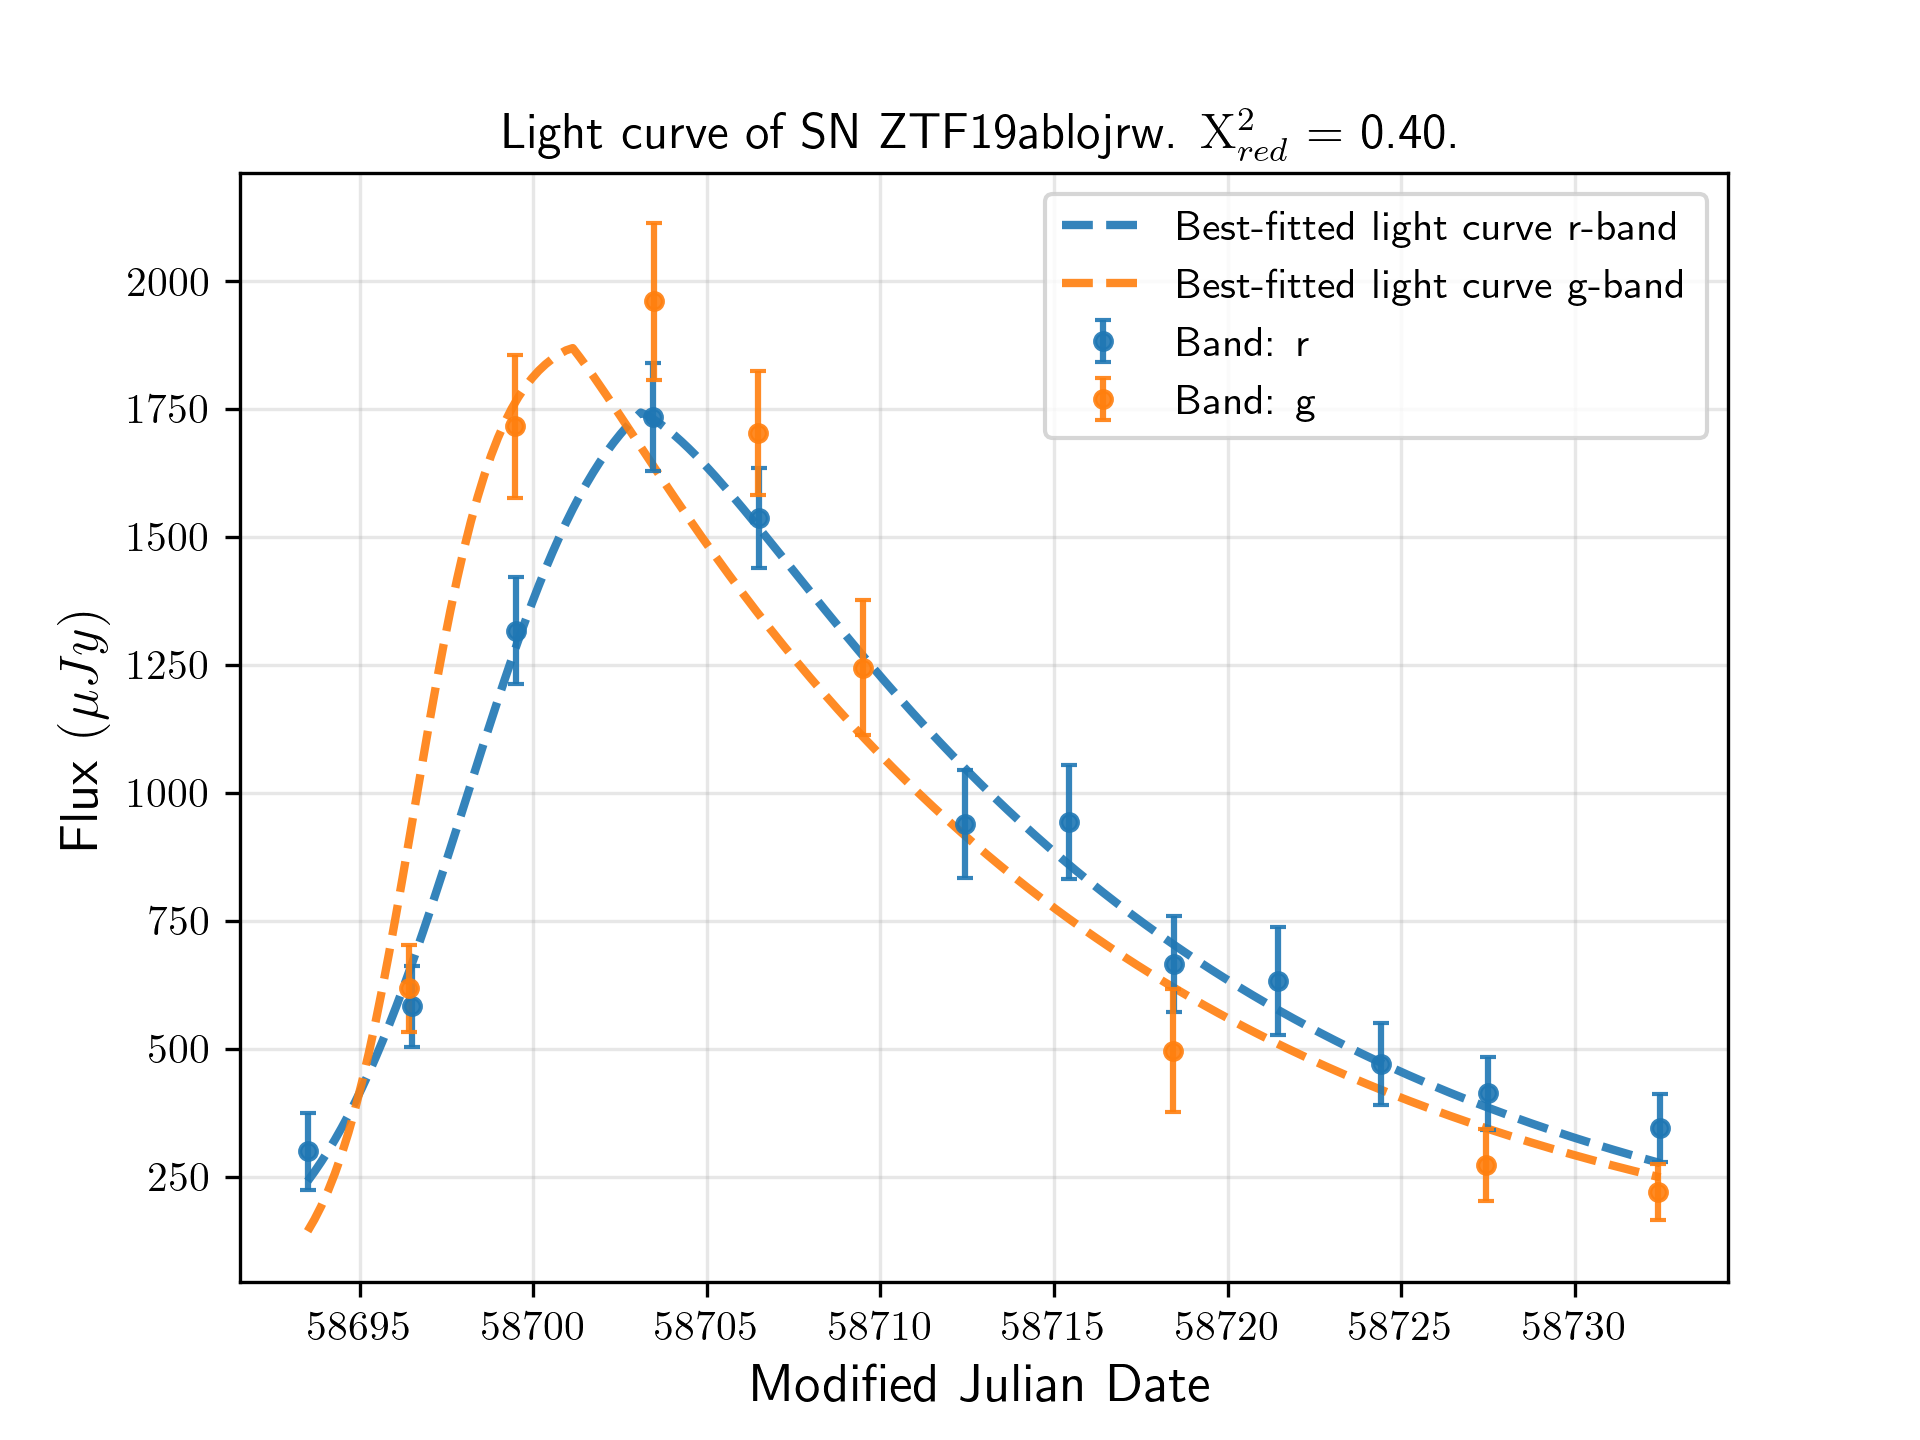 Light curve of SN ZTF19ablojrw. X²_red = 0.40.
Best-fitted light curve r-band
Best-fitted light curve g-band
Band: r
Band: g
Flux (μJy)
2000
1750
1500
1250
1000
750
500
250
58695 58700 58705 58710 58715 58720 58725 58730
Modified Julian Date